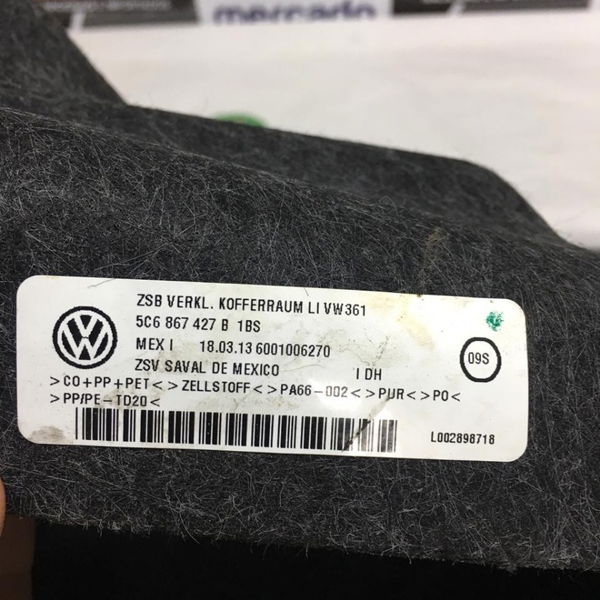 mercado
ZSB VERKL. KOFFERRAUM LI VW361
5C6 867 427 B 1BS
MEX I 18.03.13 6001006270
ZSV SAVAL DE MEXICO I DH
09S
>CO+PP+PET<>ZELLSTOFF<>PA66-002<>PUR<>PO<
>PP/PE-TD20<
L002898718